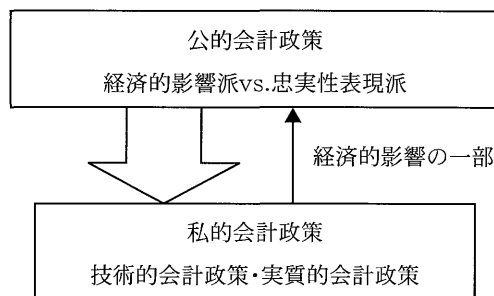 公的会計政策
経済的影響派vs.忠実性表現派
経済的影響の一部
私的会計政策
技術的会計政策・実質的会計政策